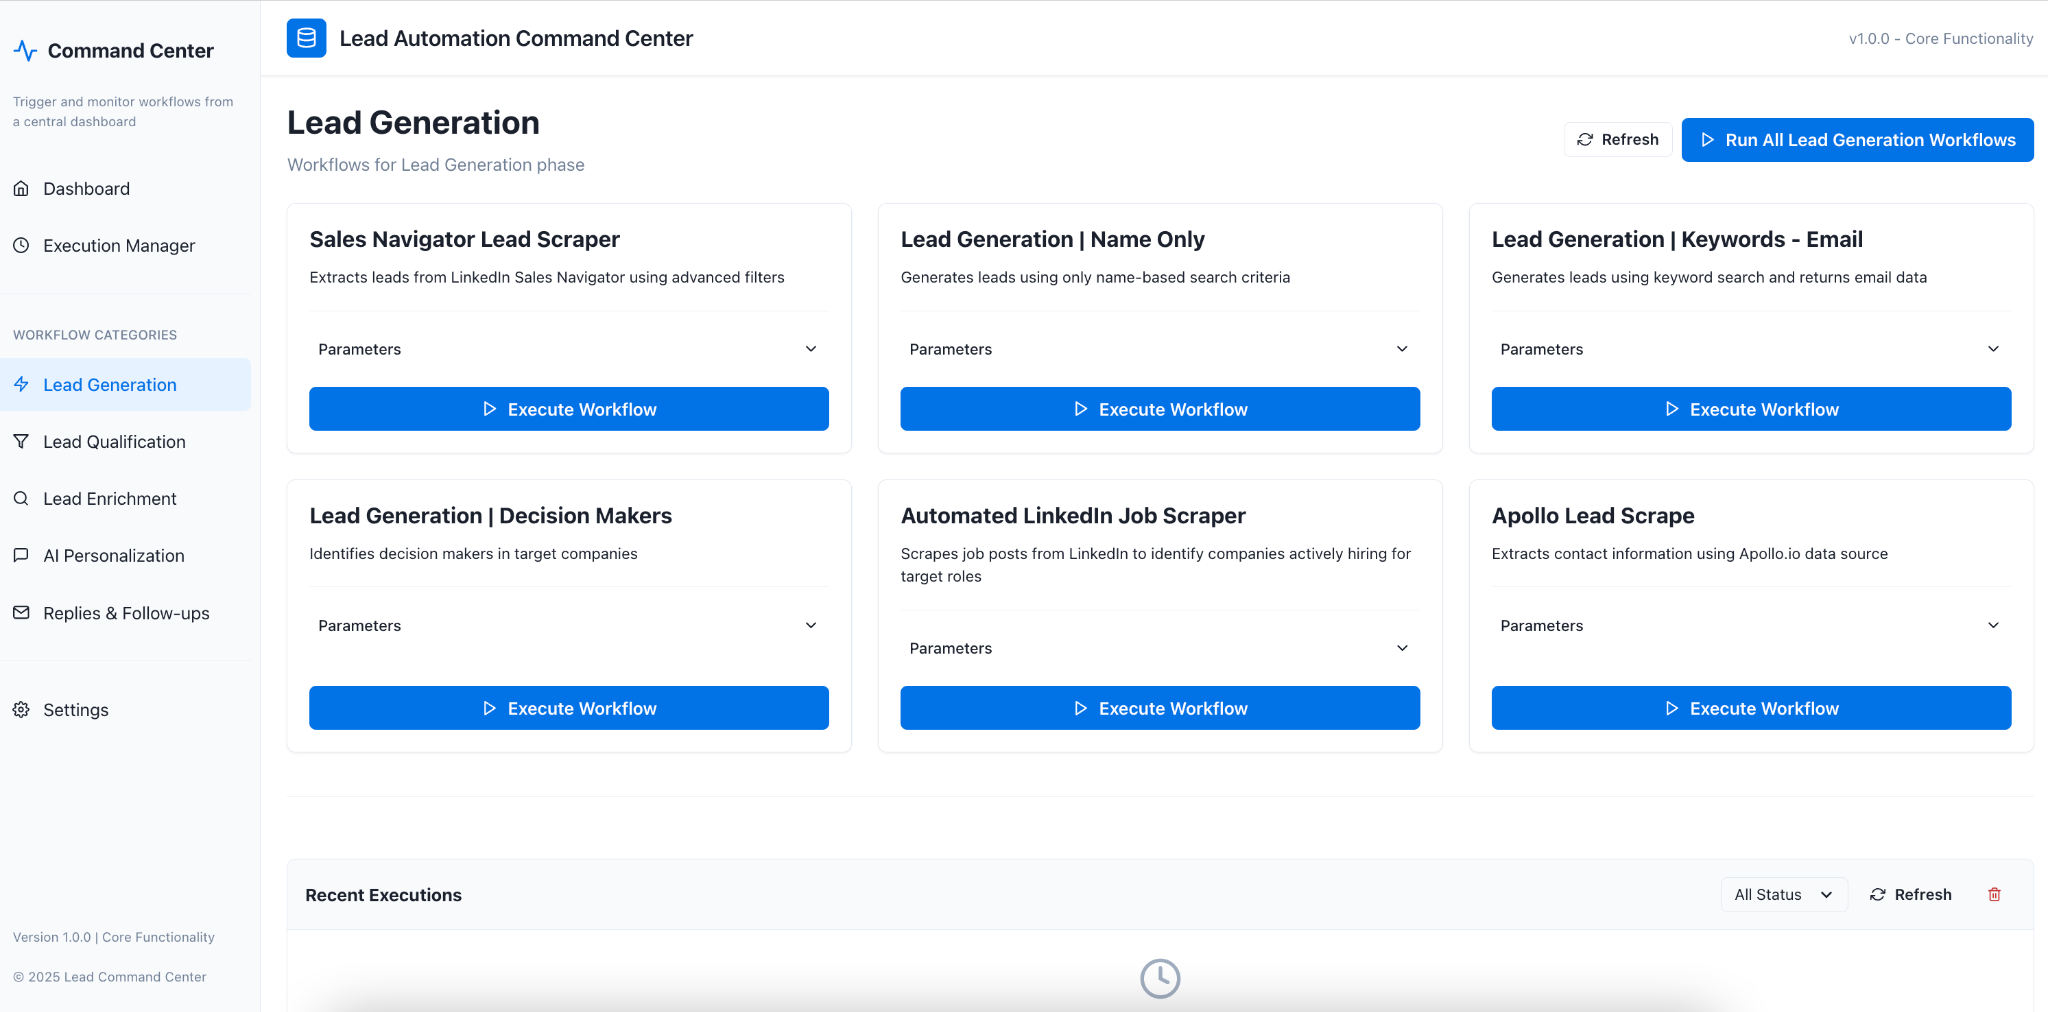 Command Center
Trigger and monitor workflows from
a central dashboard
Dashboard
Execution Manager
WORKFLOW CATEGORIES
Lead Generation
Lead Qualification
Lead Enrichment
AI Personalization
Replies & Follow-ups
Settings
Version 1.0.0 | Core Functionality
© 2025 Lead Command Center
Lead Automation Command Center
v1.0.0 - Core Functionality
Lead Generation
Workflows for Lead Generation phase
Refresh
Run All Lead Generation Workflows
Sales Navigator Lead Scraper
Extracts leads from LinkedIn Sales Navigator using advanced filters
Parameters
Execute Workflow
Lead Generation | Name Only
Generates leads using only name-based search criteria
Parameters
Execute Workflow
Lead Generation | Keywords - Email
Generates leads using keyword search and returns email data
Parameters
Execute Workflow
Lead Generation | Decision Makers
Identifies decision makers in target companies
Parameters
Execute Workflow
Automated LinkedIn Job Scraper
Scrapes job posts from LinkedIn to identify companies actively hiring for
target roles
Parameters
Execute Workflow
Apollo Lead Scrape
Extracts contact information using Apollo.io data source
Parameters
Execute Workflow
Recent Executions
All Status
Refresh